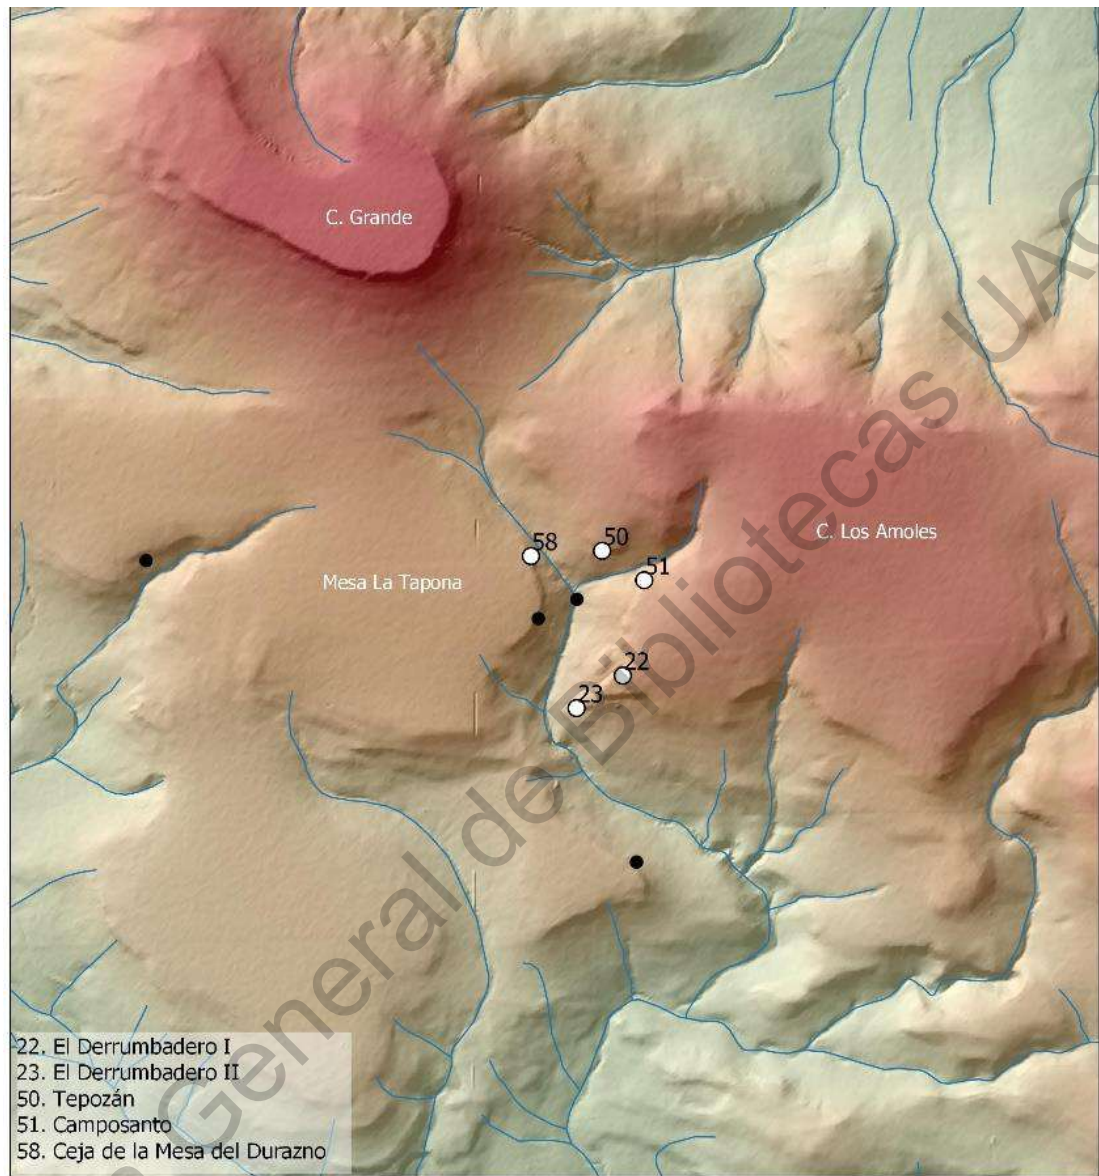 C. Grande
C. Los Amoles
58
50
51
Mesa La Tapona
22
23
22. El Derrumbadero I
23. El Derrumbadero II
50. Tepozán
51. Camposanto
58. Ceja de la Mesa del Durazno
General de Bibliotecas UAQ